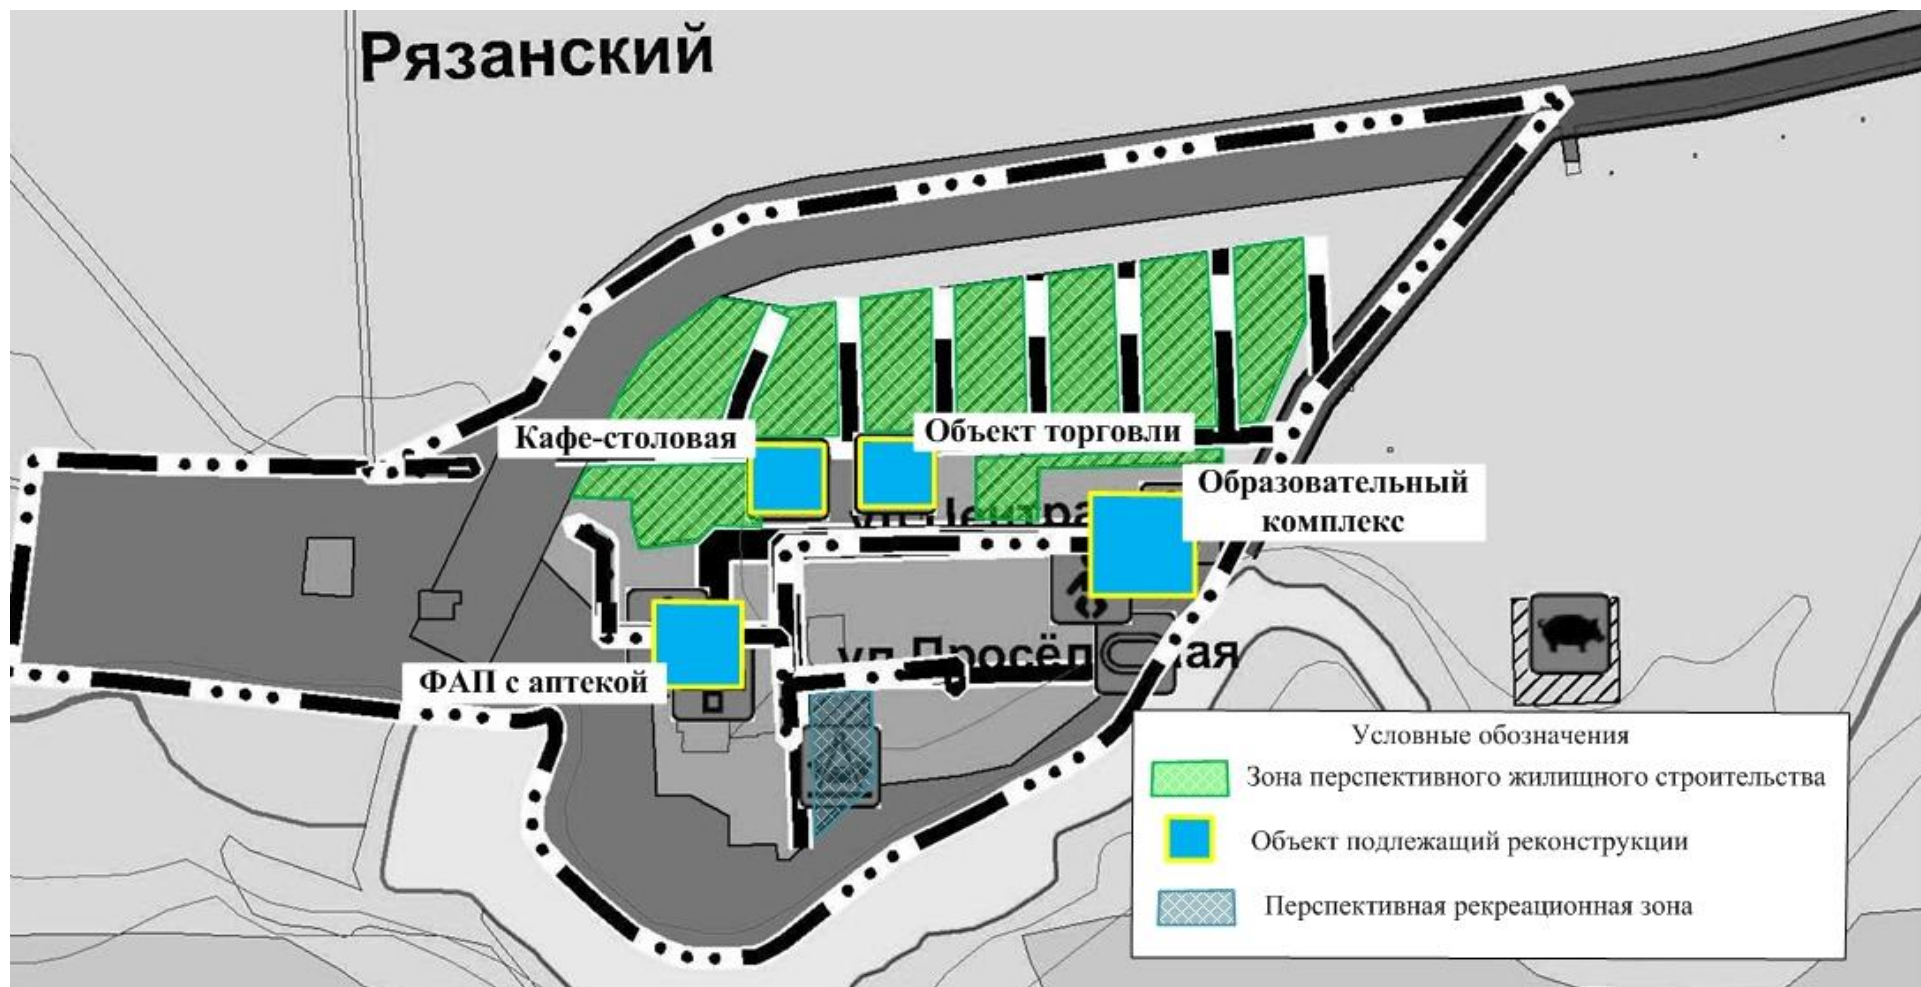 Рязанский
Кафе-столовая
Объект торговли
Образовательный
комплекс
ФАП с аптекой
Условные обозначения
Зона перспективного жилищного строительства
Объект подлежащий реконструкции
Перспективная рекреационная зона